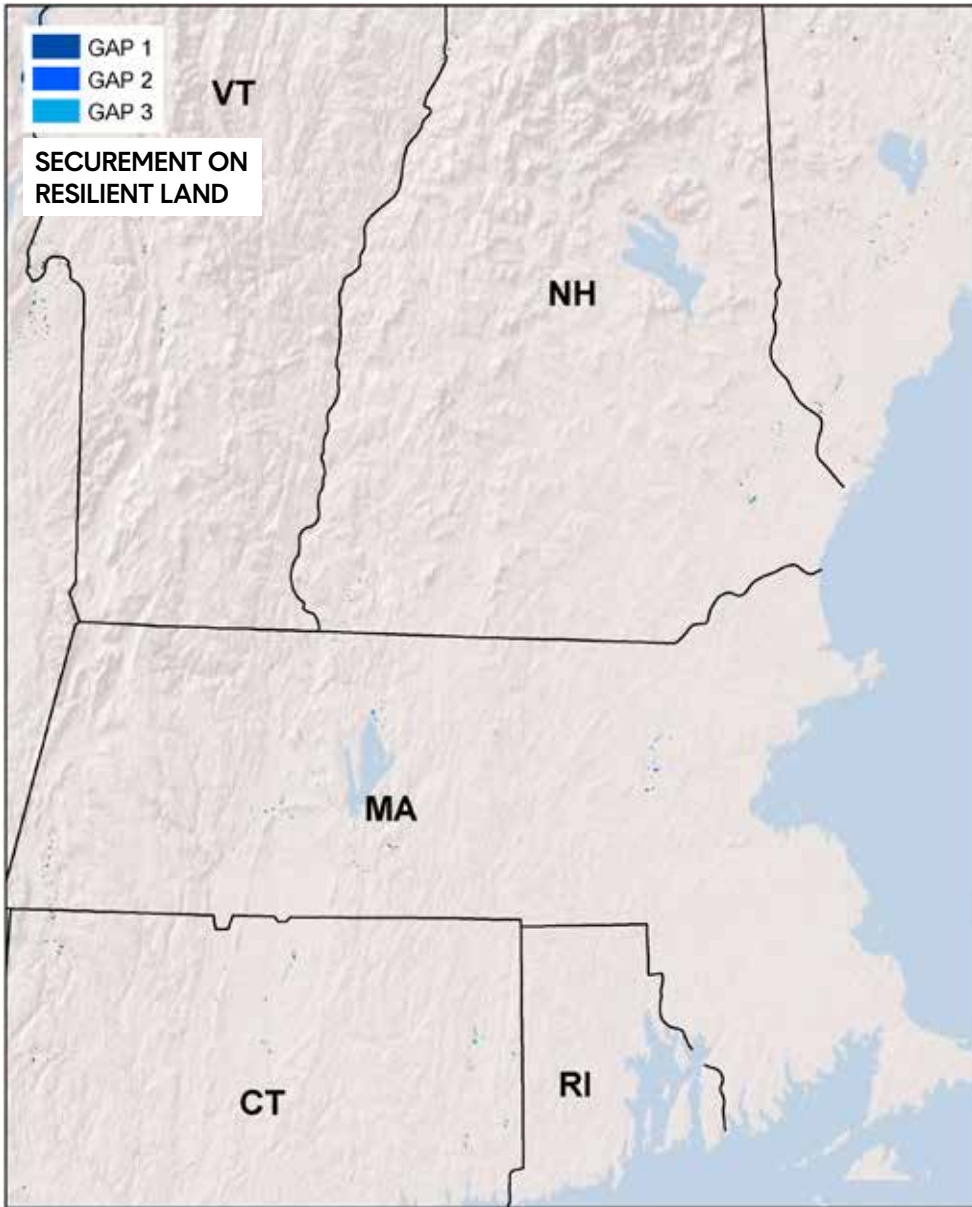 GAP 1
GAP 2
GAP 3
SECUREMENT ON
RESILIENT LAND
VT
NH
MA
CT
RI